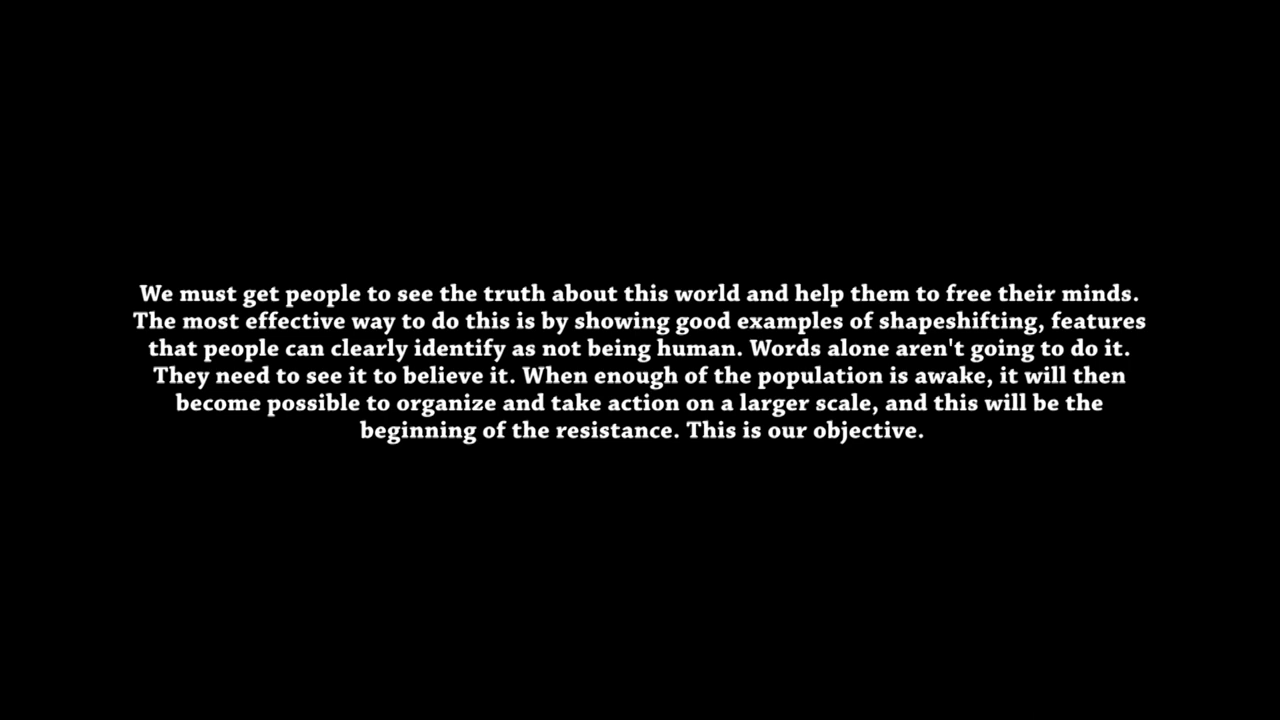 We must get people to see the truth about this world and help them to free their minds.
The most effective way to do this is by showing good examples of shapeshifting, features
that people can clearly identify as not being human. Words alone aren't going to do it.
They need to see it to believe it. When enough of the population is awake, it will then
become possible to organize and take action on a larger scale, and this will be the
beginning of the resistance. This is our objective.